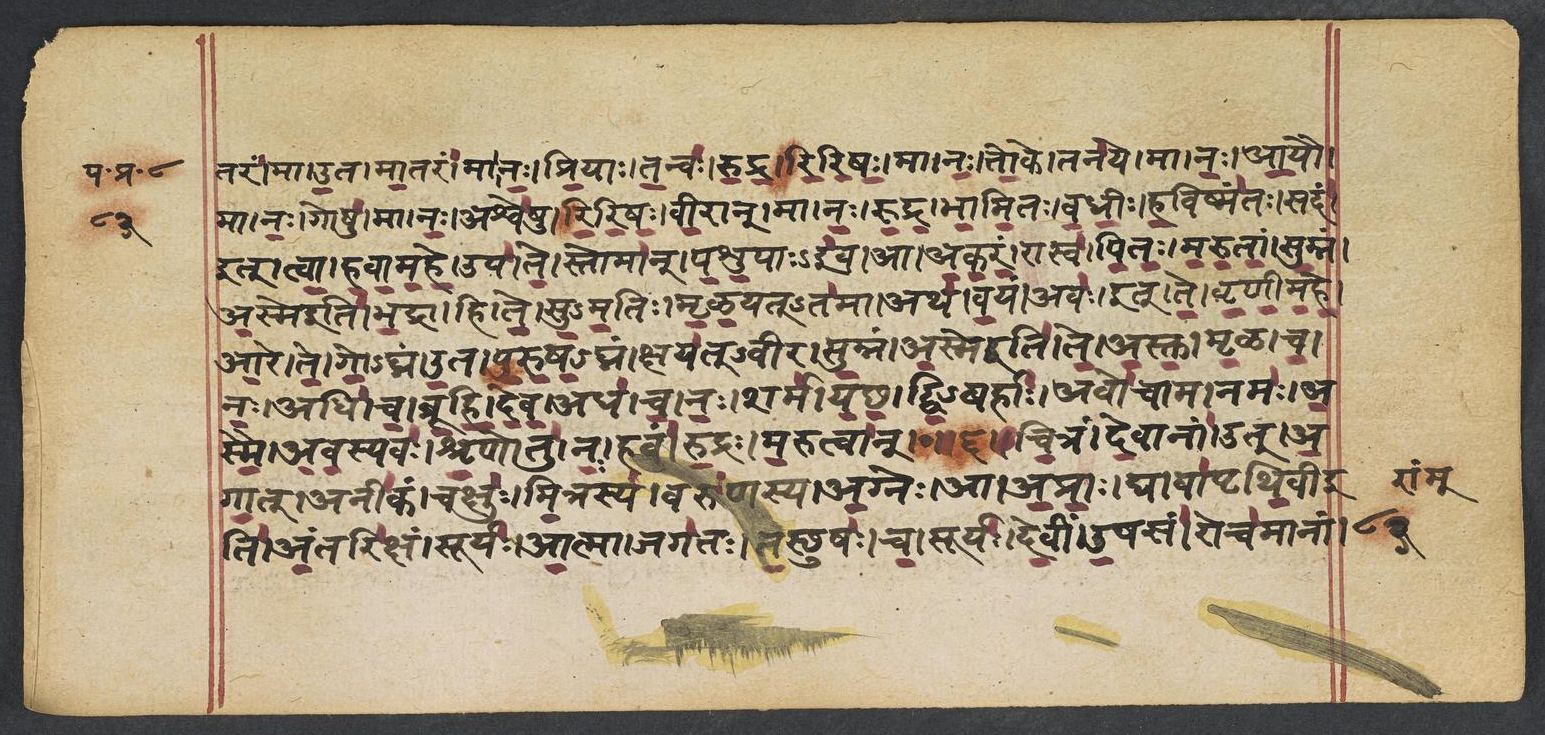 प॰प्र॰८
८३
तरं।मा।उत।मातरं।मा।नः।प्रियाः।तन्वः।रुद्र।रिरिषः।मा।नः।तोके।तनये।मा।नः।आयौ।
मा।नः।गोषु।मा।नः।अश्वेषु।रिरिषः।वीरान्।मा।नः।रुद्र।भामितः।वधीः।हविष्मंतः।सदं।
इत्।त्वा।हवामहे।उप।ते।स्तोमान्।पशुपाःऽइव।आ।अकरं।रास्व।पितः।मरुतां।सुम्नं।
अस्मेइति।भद्रा।हि।ते।सुऽमतिः।मृळयत्ऽतमा।अथ।वयं।अवः।इत्।ते।वृणीमहे।
आरे।ते।गोऽघ्नं।उत।पुरुषऽघ्नं।क्षयत्ऽवीर।सुम्नं।अस्मेइति।ते।अस्तु।मृळ।च।
नः।अधि।च।ब्रूहि।देव।अध।च।नः।शर्म।यछ।द्विऽबर्हाः।अवोचाम।नमः।अ
स्मै।अवस्यवः।शृणोतु।नः।हवं।रुद्रः।मरुत्वान्।॰।६।चित्रं।देवानां।उत्।अ
गात्।अनीकं।चक्षुः।मित्रस्य।वरुणस्य।अग्नेः।आ।अप्राः।द्यावापृथिवीइ
ति।अंतरिक्षं।सूर्यः।आत्मा।जगतः।तस्थुषः।च।सूर्यः।देवीं।उषसं।रोचमानां।
रांमु
८३